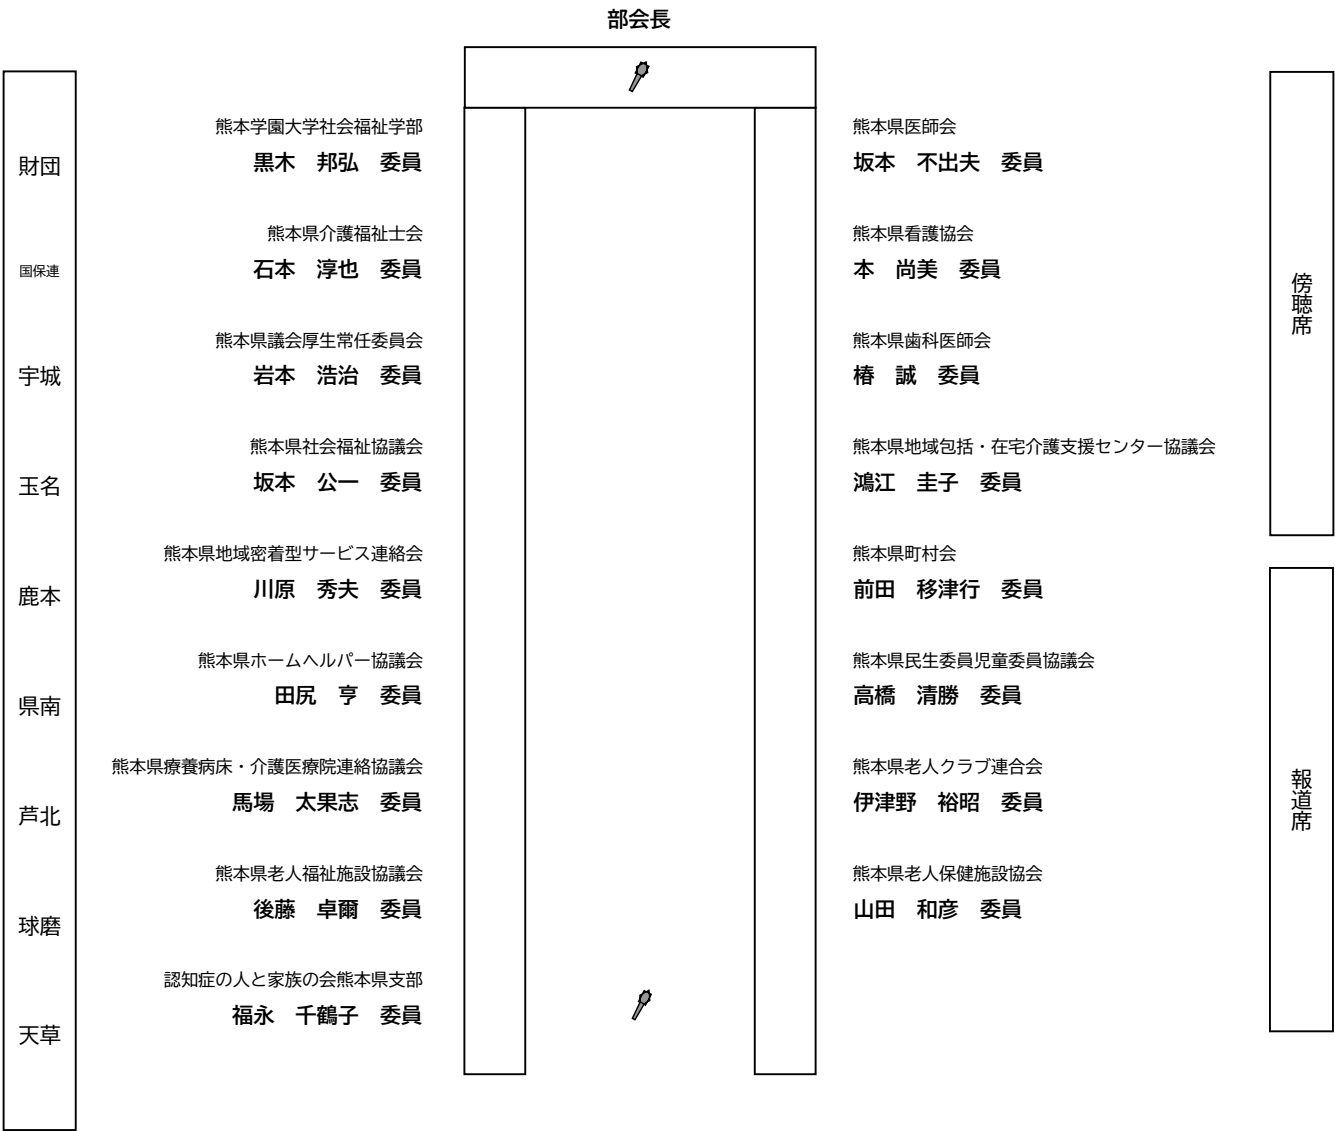 部会長
財団
国保連
宇城
玉名
鹿本
県南
芦北
球磨
天草
熊本学園大学社会福祉学部
黒木　邦弘　委員
熊本県介護福祉士会
石本　淳也　委員
熊本県議会厚生常任委員会
岩本　浩治　委員
熊本県社会福祉協議会
坂本　公一　委員
熊本県地域密着型サービス連絡会
川原　秀夫　委員
熊本県ホームヘルパー協議会
田尻　亨　委員
熊本県療養病床・介護医療院連絡協議会
馬場　太果志　委員
熊本県老人福祉施設協議会
後藤　卓爾　委員
認知症の人と家族の会熊本県支部
福永　千鶴子　委員
熊本県医師会
坂本　不出夫　委員
熊本県看護協会
本　尚美　委員
熊本県歯科医師会
椿　誠　委員
熊本県地域包括・在宅介護支援センター協議会
鴻江　圭子　委員
熊本県町村会
前田　移津行　委員
熊本県民生委員児童委員協議会
高橋　清勝　委員
熊本県老人クラブ連合会
伊津野　裕昭　委員
熊本県老人保健施設協会
山田　和彦　委員
傍聴席
報道席